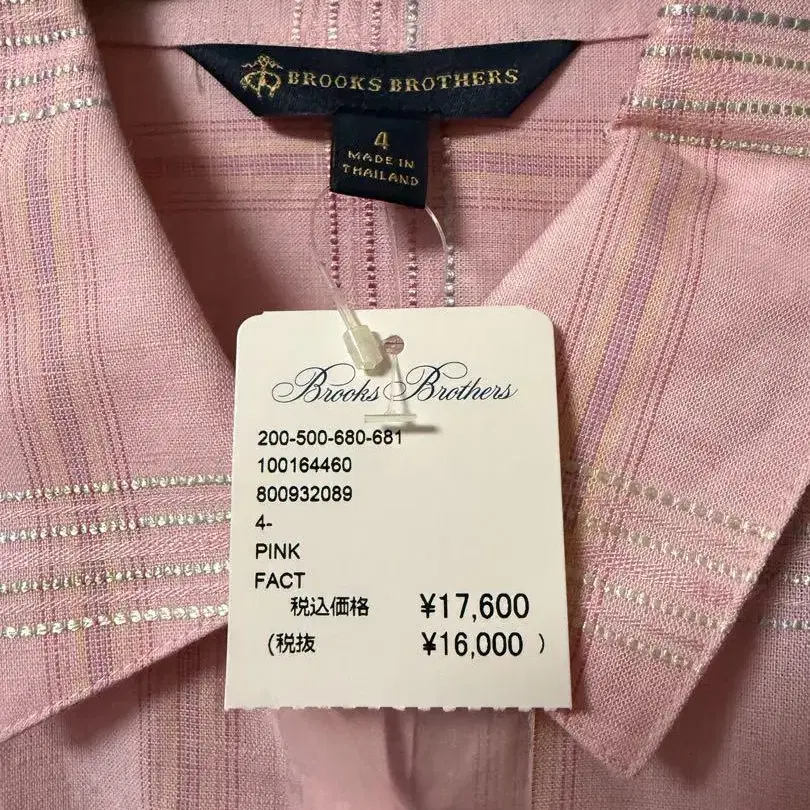 BROOKS BROTHERS
4
MADE IN
THAILAND
Brooks Brothers
200-500-680-681
100164460
800932089
4-
PINK
FACT
税込価格 ¥17,600
(税抜 ¥16,000 )